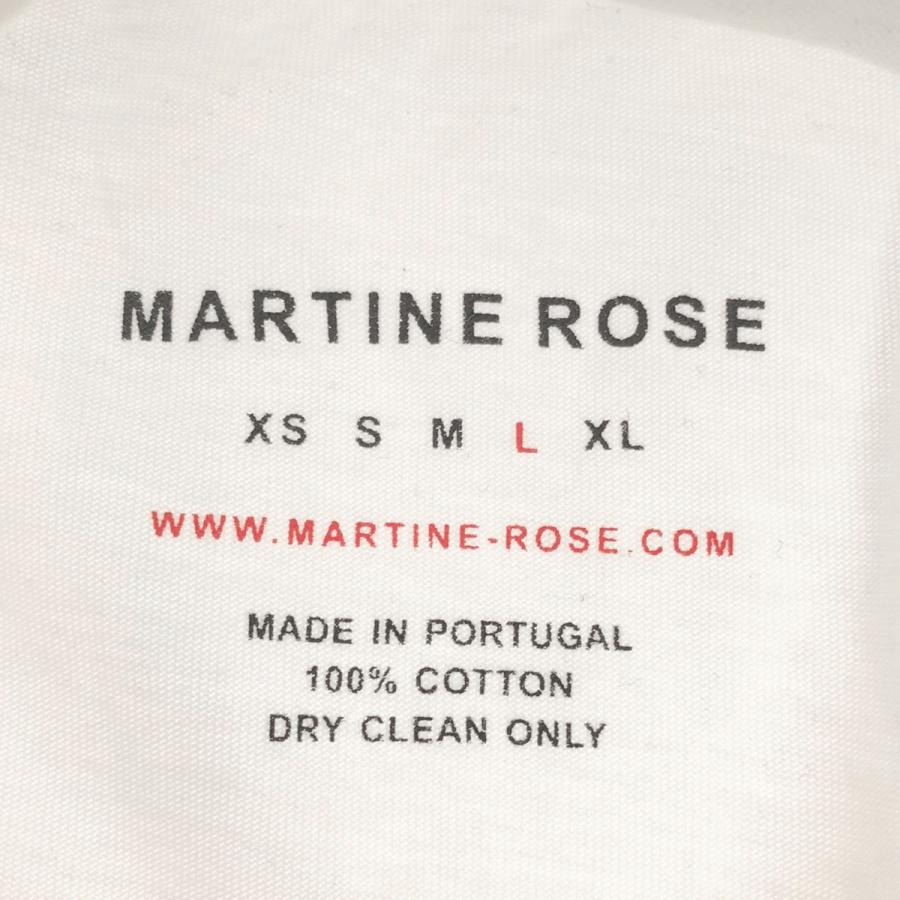 MARTINE ROSE
XS S M L XL
WWW.MARTINE-ROSE.COM
MADE IN PORTUGAL
100% COTTON
DRY CLEAN ONLY